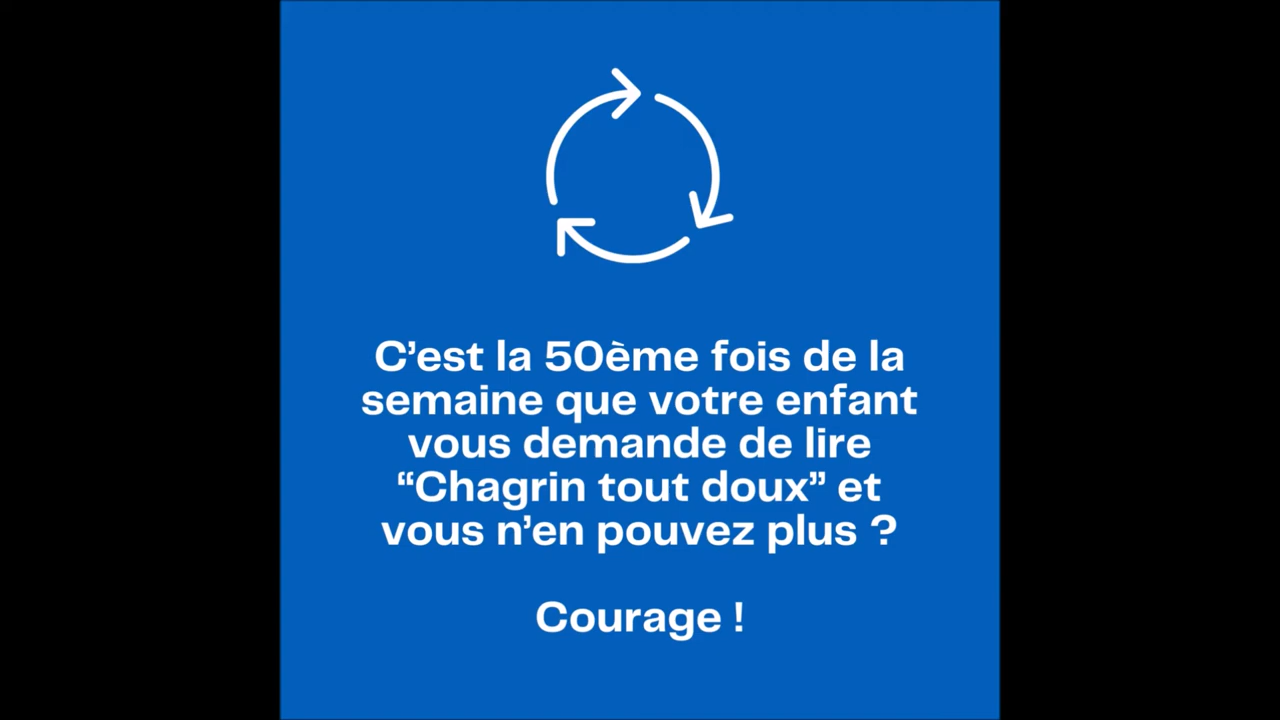 C’est la 50ème fois de la
semaine que votre enfant
vous demande de lire
“Chagrin tout doux” et
vous n’en pouvez plus ?
Courage !